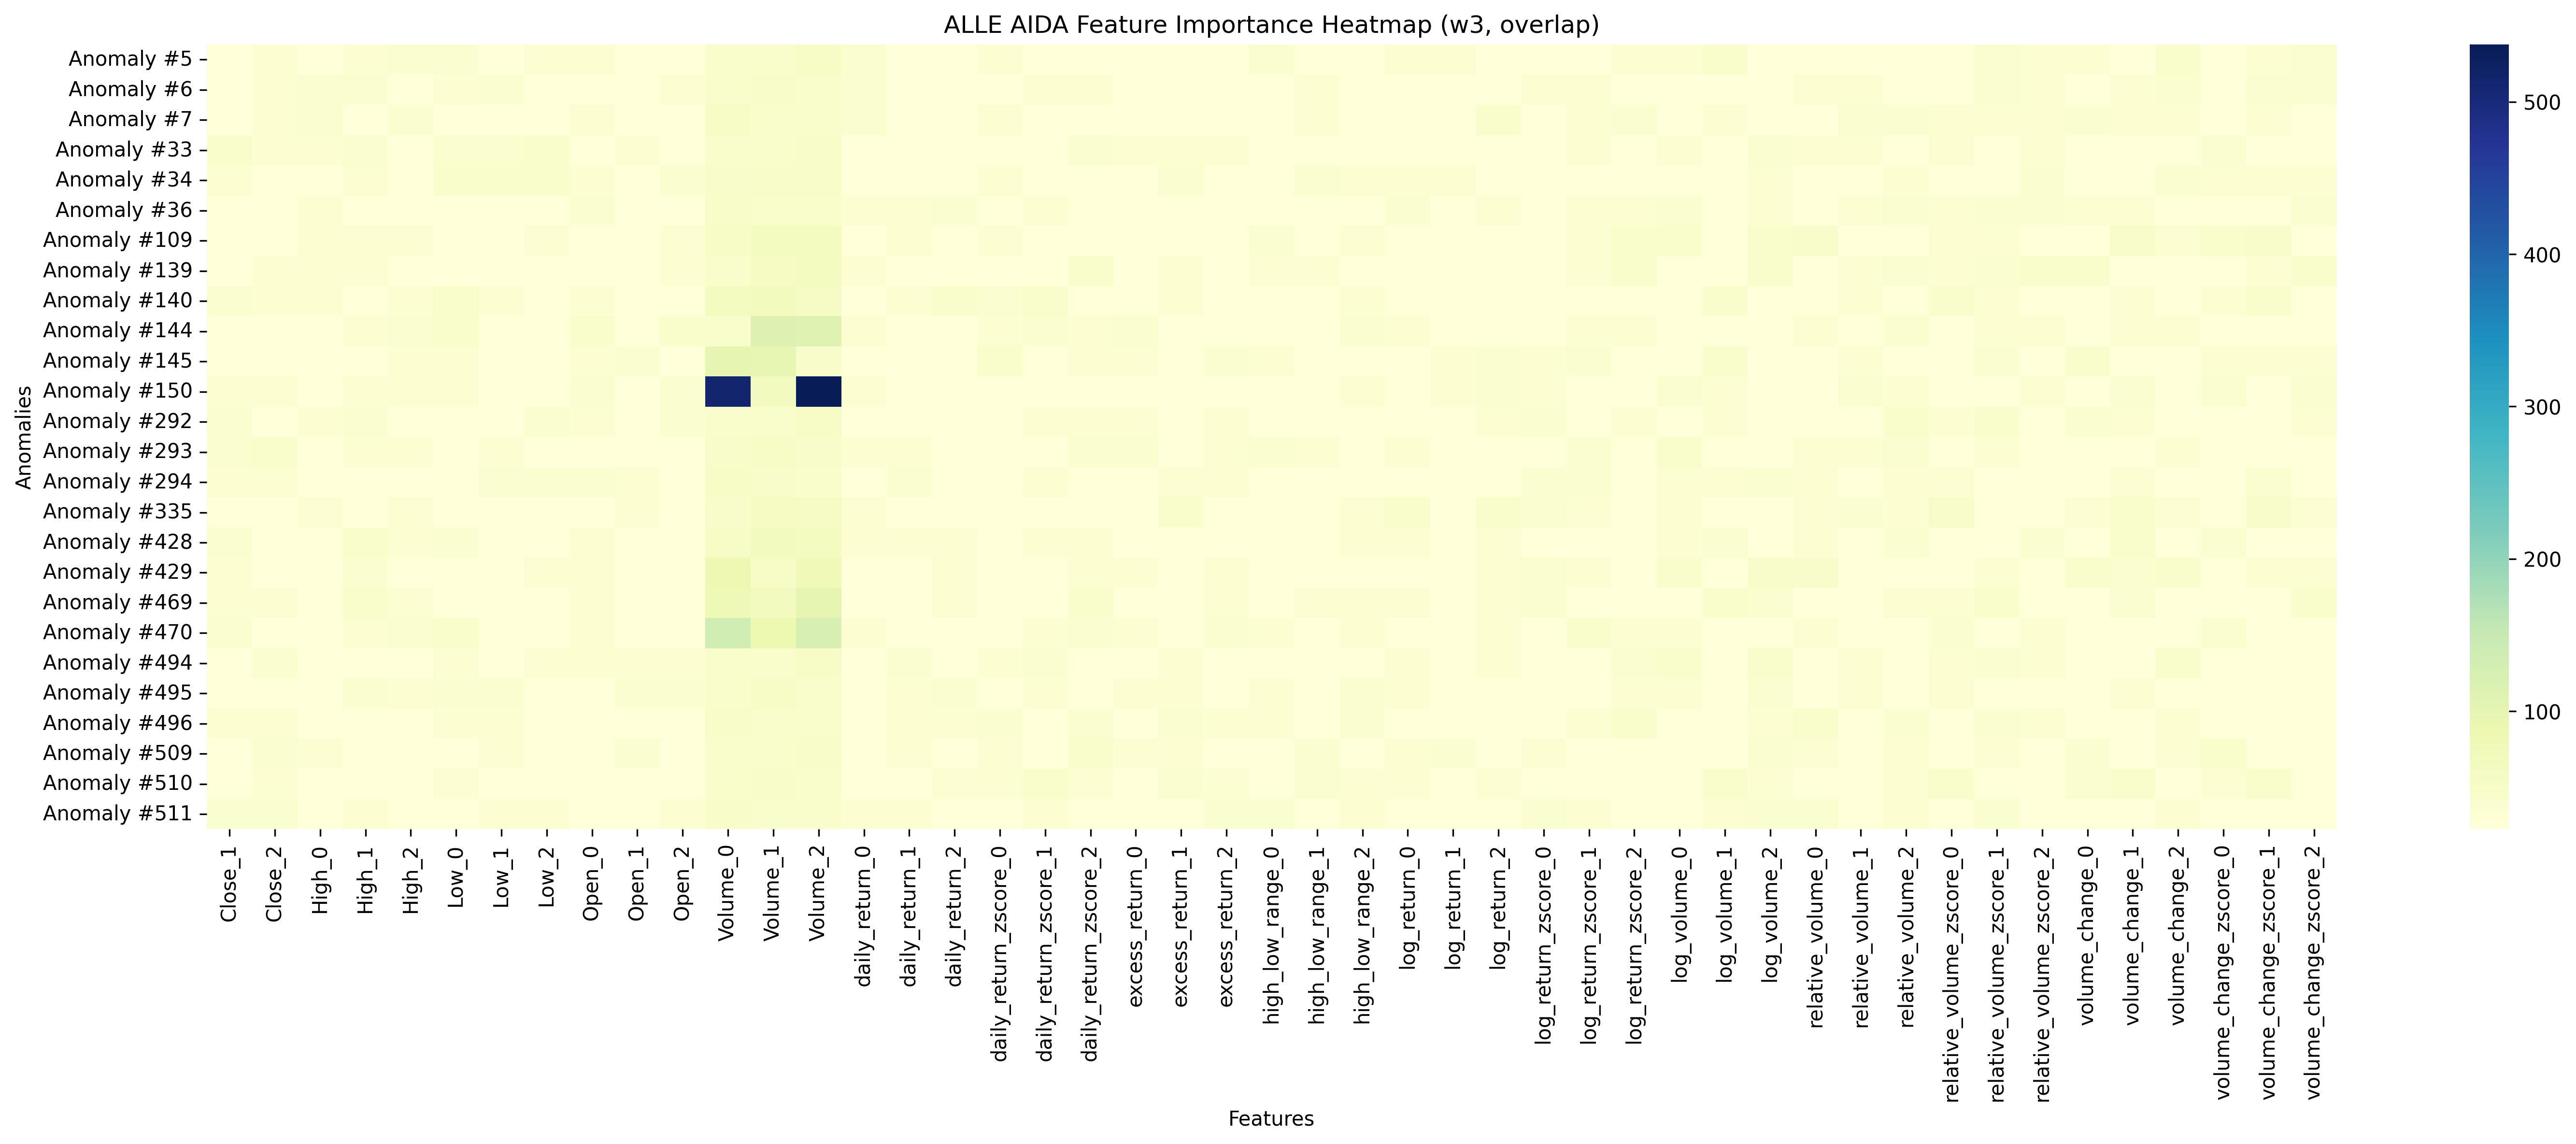 ALLE AIDA Feature Importance Heatmap (w3, overlap)
Anomalies
Anomaly #5
Anomaly #6
Anomaly #7
Anomaly #33
Anomaly #34
Anomaly #36
Anomaly #109
Anomaly #139
Anomaly #140
Anomaly #144
Anomaly #145
Anomaly #150
Anomaly #292
Anomaly #293
Anomaly #294
Anomaly #335
Anomaly #428
Anomaly #429
Anomaly #469
Anomaly #470
Anomaly #494
Anomaly #495
Anomaly #496
Anomaly #509
Anomaly #510
Anomaly #511
Close_1
Close_2
High_0
High_1
High_2
Low_0
Low_1
Low_2
Open_0
Open_1
Open_2
Volume_0
Volume_1
Volume_2
daily_return_0
daily_return_1
daily_return_2
daily_return_zscore_0
daily_return_zscore_1
daily_return_zscore_2
excess_return_0
excess_return_1
excess_return_2
high_low_range_0
high_low_range_1
high_low_range_2
log_return_0
log_return_1
log_return_2
log_return_zscore_0
log_return_zscore_1
log_return_zscore_2
log_volume_0
log_volume_1
log_volume_2
relative_volume_0
relative_volume_1
relative_volume_2
relative_volume_zscore_0
relative_volume_zscore_1
relative_volume_zscore_2
volume_change_0
volume_change_1
volume_change_2
volume_change_zscore_0
volume_change_zscore_1
volume_change_zscore_2
Features
500
400
300
200
100